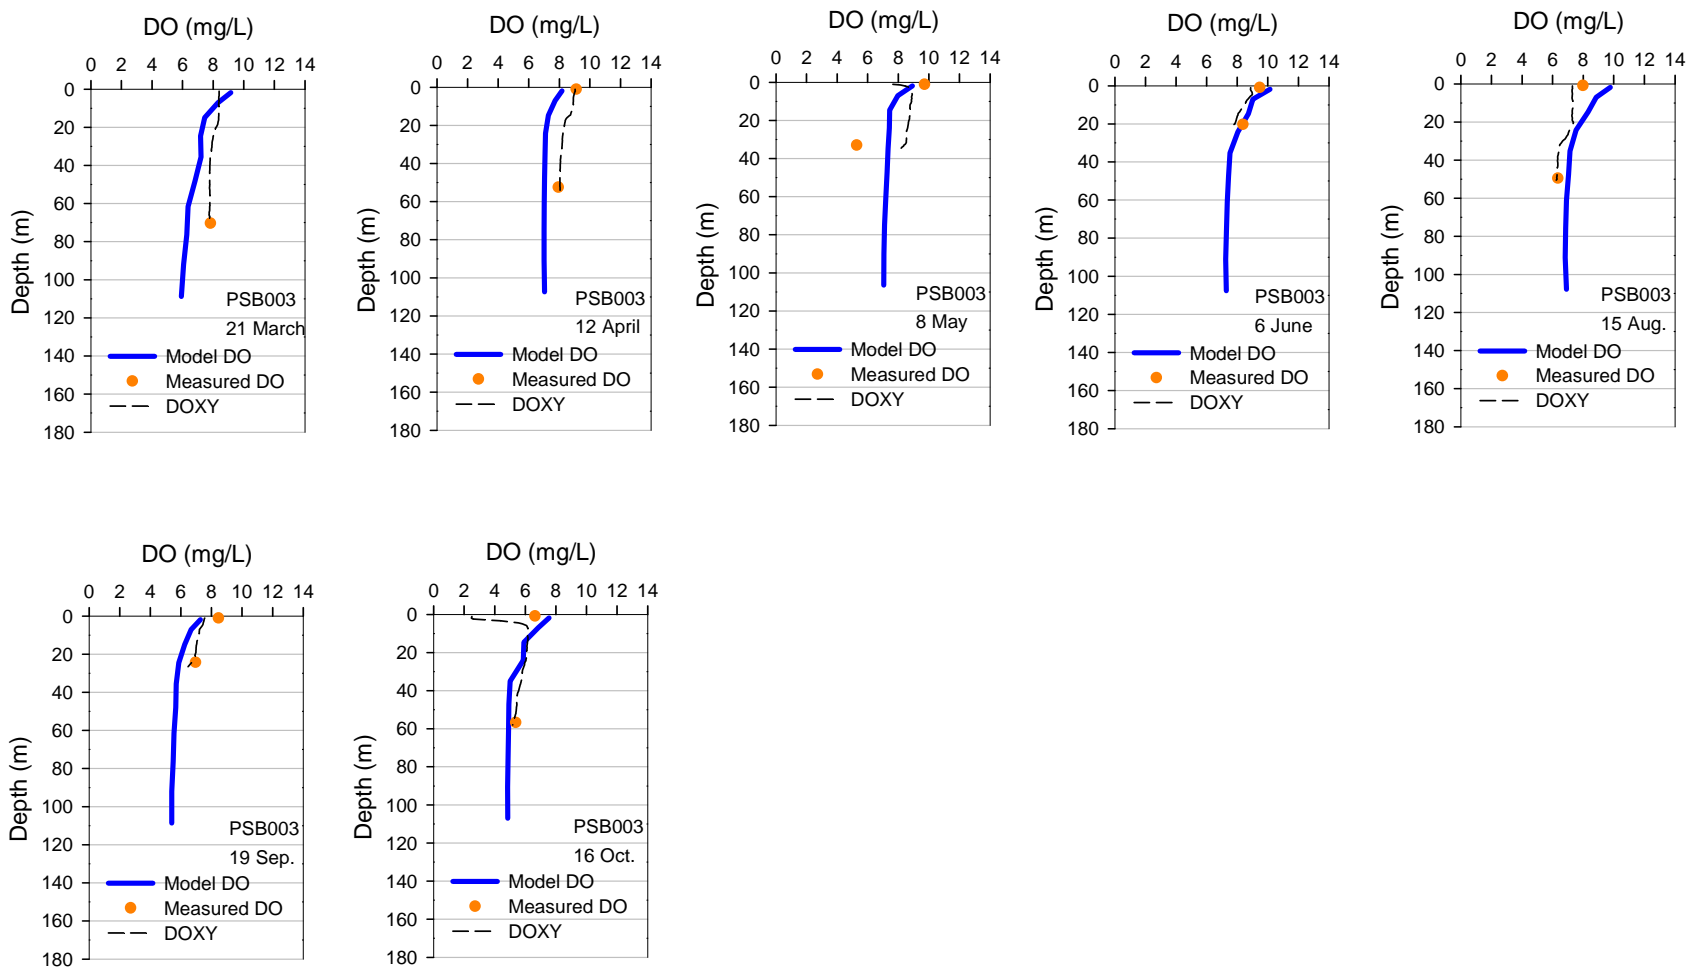 DO (mg/L)
0 2 4 6 8 10 12 14
0
20
40
60
80
100
120
140
160
180
Depth (m)
PSB003
21 March
Model DO
Measured DO
DOXY
DO (mg/L)
0 2 4 6 8 10 12 14
0
20
40
60
80
100
120
140
160
180
Depth (m)
PSB003
12 April
Model DO
Measured DO
DOXY
DO (mg/L)
0 2 4 6 8 10 12 14
0
20
40
60
80
100
120
140
160
180
Depth (m)
PSB003
8 May
Model DO
Measured DO
DOXY
DO (mg/L)
0 2 4 6 8 10 12 14
0
20
40
60
80
100
120
140
160
180
Depth (m)
PSB003
6 June
Model DO
Measured DO
DOXY
DO (mg/L)
0 2 4 6 8 10 12 14
0
20
40
60
80
100
120
140
160
180
Depth (m)
PSB003
15 Aug.
Model DO
Measured DO
DOXY
DO (mg/L)
0 2 4 6 8 10 12 14
0
20
40
60
80
100
120
140
160
180
Depth (m)
PSB003
19 Sep.
Model DO
Measured DO
DOXY
DO (mg/L)
0 2 4 6 8 10 12 14
0
20
40
60
80
100
120
140
160
180
Depth (m)
PSB003
16 Oct.
Model DO
Measured DO
DOXY